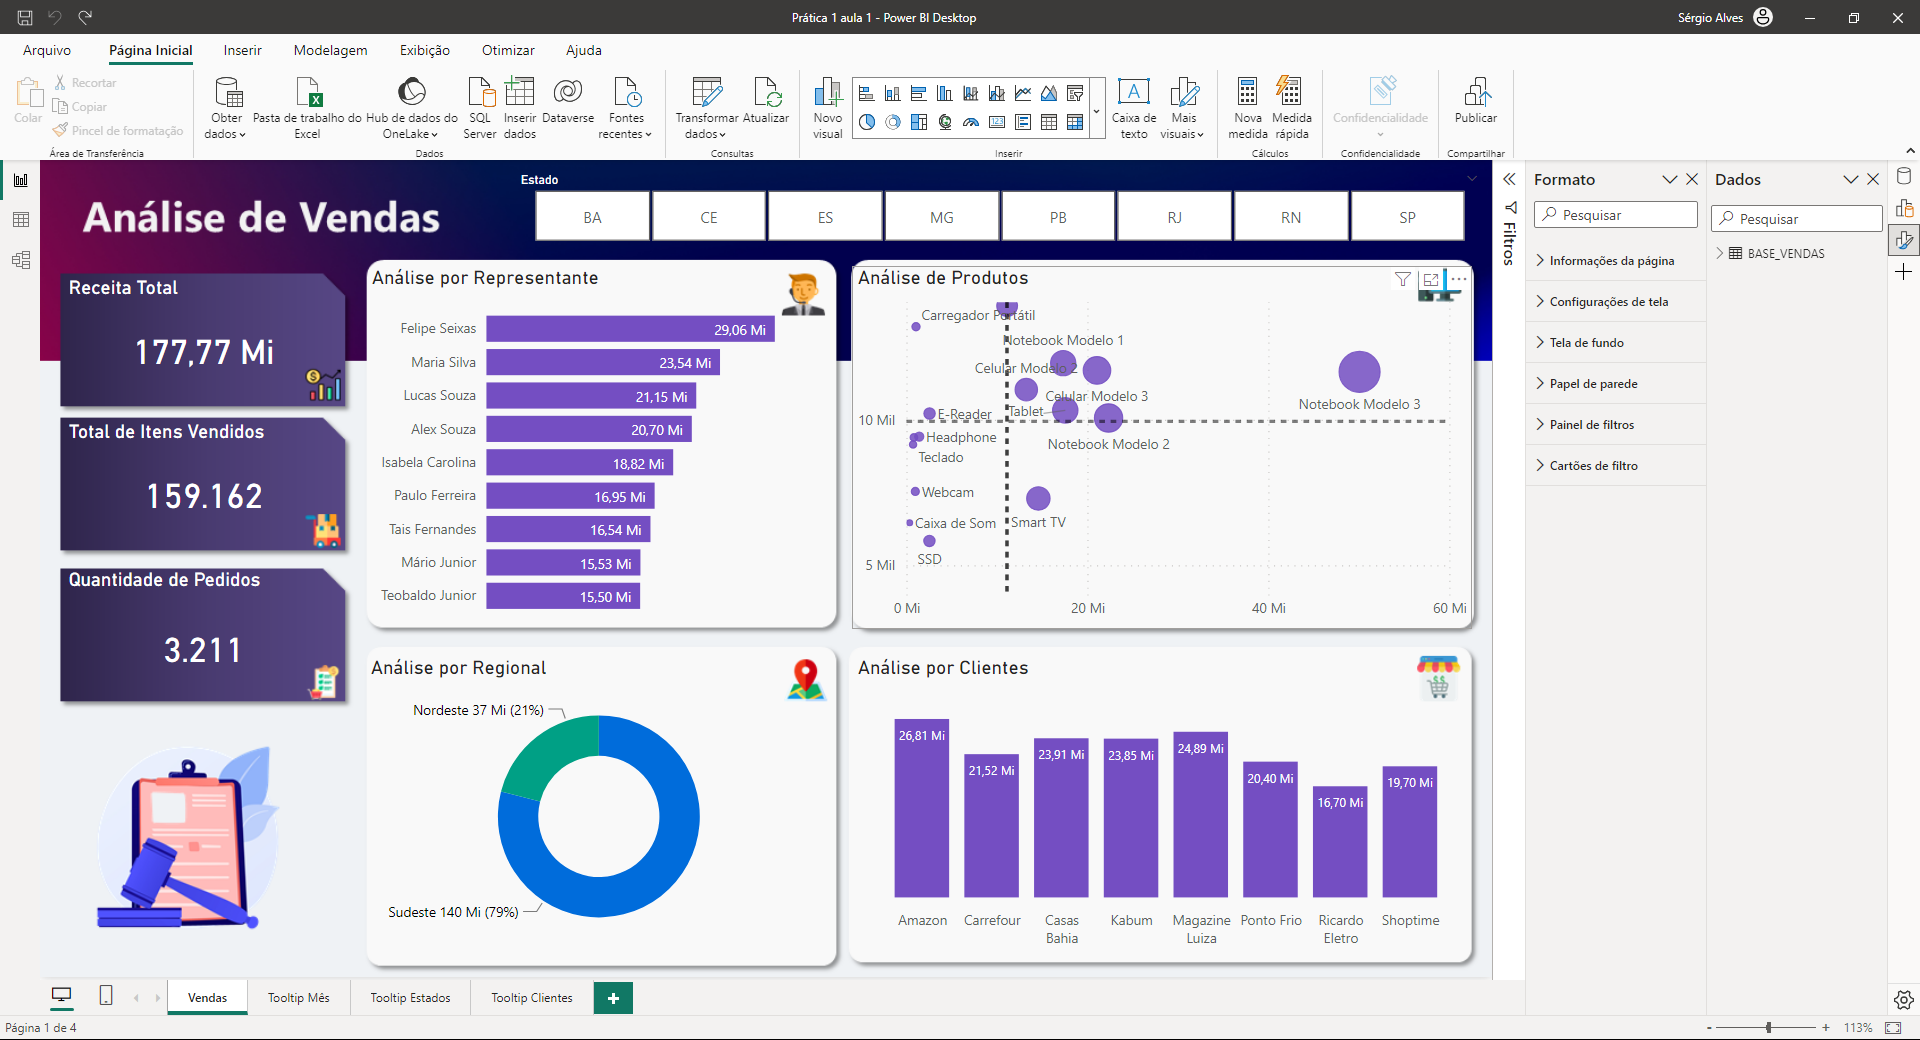 Prática 1 aula 1 - Power BI Desktop
Sérgio Alves
Arquivo
Página Inicial
Inserir
Modelagem
Exibição
Otimizar
Ajuda
Colar
Recortar
Copiar
Pincel de formatação
Área de Transferência
Obter
dados
Pasta de trabalho do
Excel
Hub de dados do
OneLake
SQL
Server
Inserir
dados
Dataverse
Fontes
recentes
Dados
Transformar
dados
Atualizar
Consultas
Novo
visual
Caixa de
texto
Mais
visuais
Inserir
Nova
medida
Medida
rápida
Cálculos
Confidencialidade
Confidencialidade
Publicar
Compartilhar
Análise de Vendas
Estado
BA
CE
ES
MG
PB
RJ
RN
SP
Receita Total
177,77 Mi
Total de Itens Vendidos
159.162
Quantidade de Pedidos
3.211
Análise por Representante
Felipe Seixas 29,06 Mi
Maria Silva 23,54 Mi
Lucas Souza 21,15 Mi
Alex Souza 20,70 Mi
Isabela Carolina 18,82 Mi
Paulo Ferreira 16,95 Mi
Tais Fernandes 16,54 Mi
Mário Junior 15,53 Mi
Teobaldo Junior 15,50 Mi
Análise de Produtos
Carregador Portátil
Notebook Modelo 1
Celular Modelo 2
Celular Modelo 3
Notebook Modelo 3
E-Reader
Tablet
10 Mil
Headphone
Notebook Modelo 2
Teclado
Webcam
Caixa de Som
Smart TV
SSD
5 Mil
0 Mi
20 Mi
40 Mi
60 Mi
Análise por Regional
Nordeste 37 Mi (21%)
Sudeste 140 Mi (79%)
Análise por Clientes
26,81 Mi
21,52 Mi
23,91 Mi
23,85 Mi
24,89 Mi
20,40 Mi
16,70 Mi
19,70 Mi
Amazon
Carrefour
Casas
Bahia
Kabum
Magazine
Luiza
Ponto Frio
Ricardo
Eletro
Shoptime
Filtros
Formato
Pesquisar
Informações da página
Configurações de tela
Tela de fundo
Papel de parede
Painel de filtros
Cartões de filtro
Dados
Pesquisar
BASE_VENDAS
Vendas
Tooltip Mês
Tooltip Estados
Tooltip Clientes
Página 1 de 4
113%